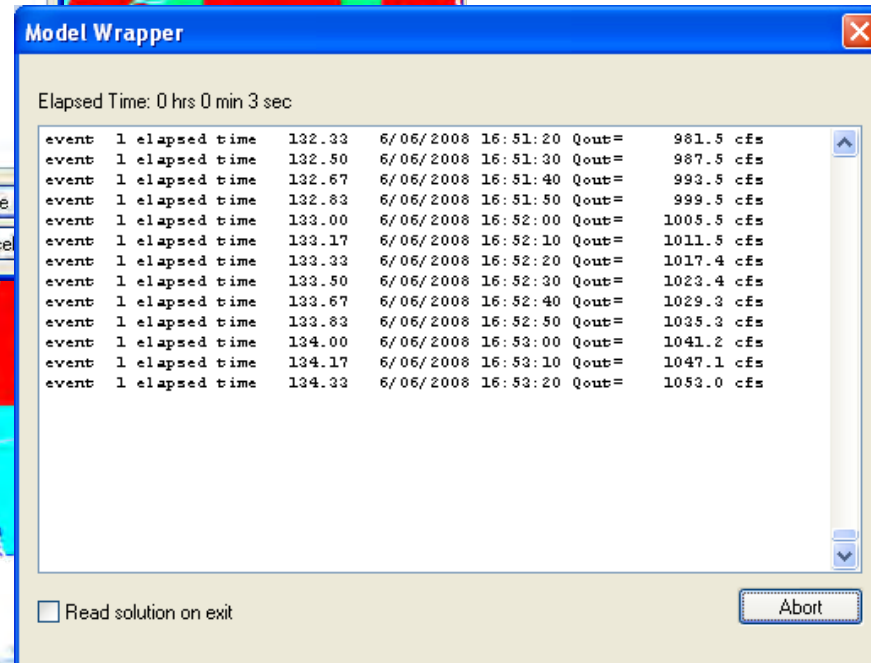 Model Wrapper
Elapsed Time: 0 hrs 0 min 3 sec
event 1 elapsed time 132.33 6/06/2008 16:51:20 Qout= 981.5 cfs
event 1 elapsed time 132.50 6/06/2008 16:51:30 Qout= 987.5 cfs
event 1 elapsed time 132.67 6/06/2008 16:51:40 Qout= 993.5 cfs
event 1 elapsed time 132.83 6/06/2008 16:51:50 Qout= 999.5 cfs
event 1 elapsed time 133.00 6/06/2008 16:52:00 Qout= 1005.5 cfs
event 1 elapsed time 133.17 6/06/2008 16:52:10 Qout= 1011.5 cfs
event 1 elapsed time 133.33 6/06/2008 16:52:20 Qout= 1017.4 cfs
event 1 elapsed time 133.50 6/06/2008 16:52:30 Qout= 1023.4 cfs
event 1 elapsed time 133.67 6/06/2008 16:52:40 Qout= 1029.3 cfs
event 1 elapsed time 133.83 6/06/2008 16:52:50 Qout= 1035.3 cfs
event 1 elapsed time 134.00 6/06/2008 16:53:00 Qout= 1041.2 cfs
event 1 elapsed time 134.17 6/06/2008 16:53:10 Qout= 1047.1 cfs
event 1 elapsed time 134.33 6/06/2008 16:53:20 Qout= 1053.0 cfs
Read solution on exit
Abort